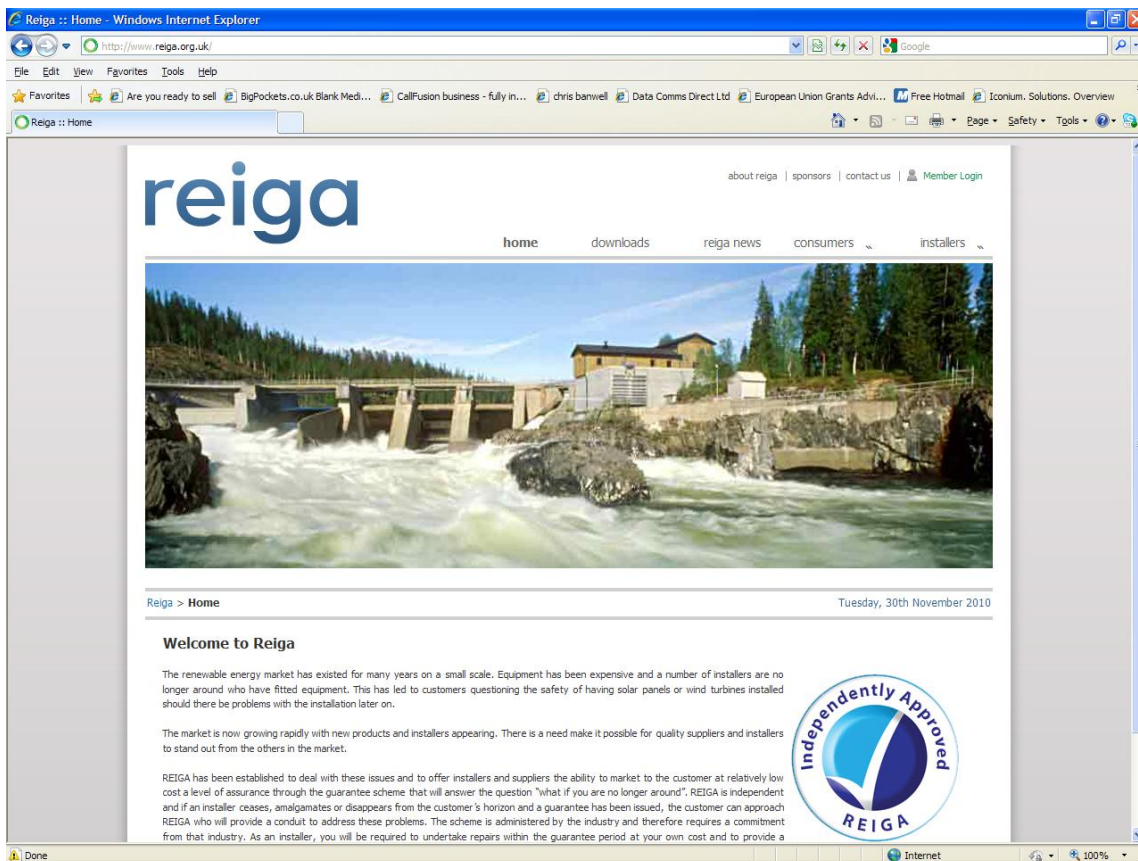 Reiga :: Home - Windows Internet Explorer
http://www.reiga.org.uk/
Google
File Edit View Favorites Tools Help
Favorites Are you ready to sell BigPockets.co.uk Blank Medi... CallFusion business - fully in... chris banwell Data Comms Direct Ltd European Union Grants Advi... Free Hotmail Iconium. Solutions. Overview
Reiga :: Home
Page Safety Tools
reiga
about reiga | sponsors | contact us | Member Login
home downloads reiga news consumers installers
Reiga > Home
Tuesday, 30th November 2010
Welcome to Reiga
The renewable energy market has existed for many years on a small scale. Equipment has been expensive and a number of installers are no
longer around who have fitted equipment. This has led to customers questioning the safety of having solar panels or wind turbines installed
should there be problems with the installation later on.
The market is now growing rapidly with new products and installers appearing. There is a need make it possible for quality suppliers and installers
to stand out from the others in the market.
REIGA has been established to deal with these issues and to offer installers and suppliers the ability to market to the customer at relatively low
cost a level of assurance through the guarantee scheme that will answer the question "what if you are no longer around". REIGA is independent
and if an installer ceases, amalgamates or disappears from the customer's horizon and a guarantee has been issued, the customer can approach
REIGA who will provide a conduit to address these problems. The scheme is administered by the industry and therefore requires a commitment
from that industry. As an installer, you will be required to undertake repairs within the guarantee period at your own cost and to provide a
Independently Approved
REIGA
Done
Internet
100%